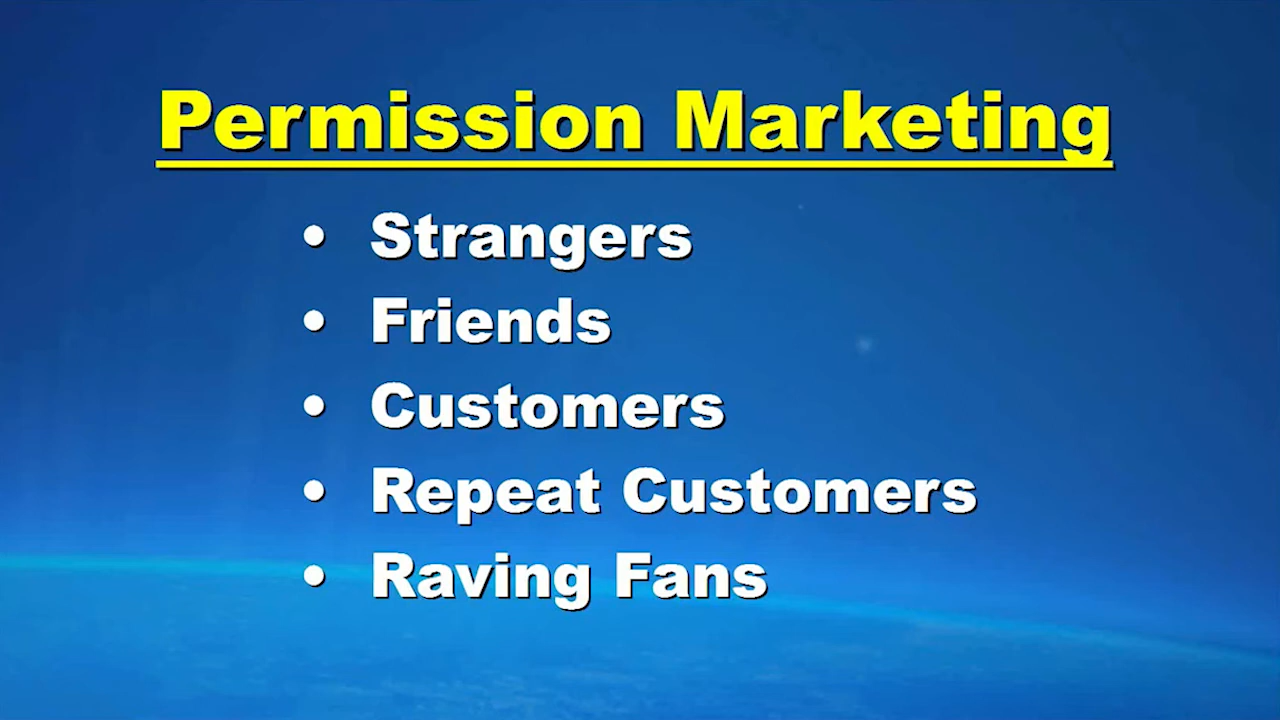 Permission Marketing
• Strangers
• Friends
• Customers
• Repeat Customers
• Raving Fans